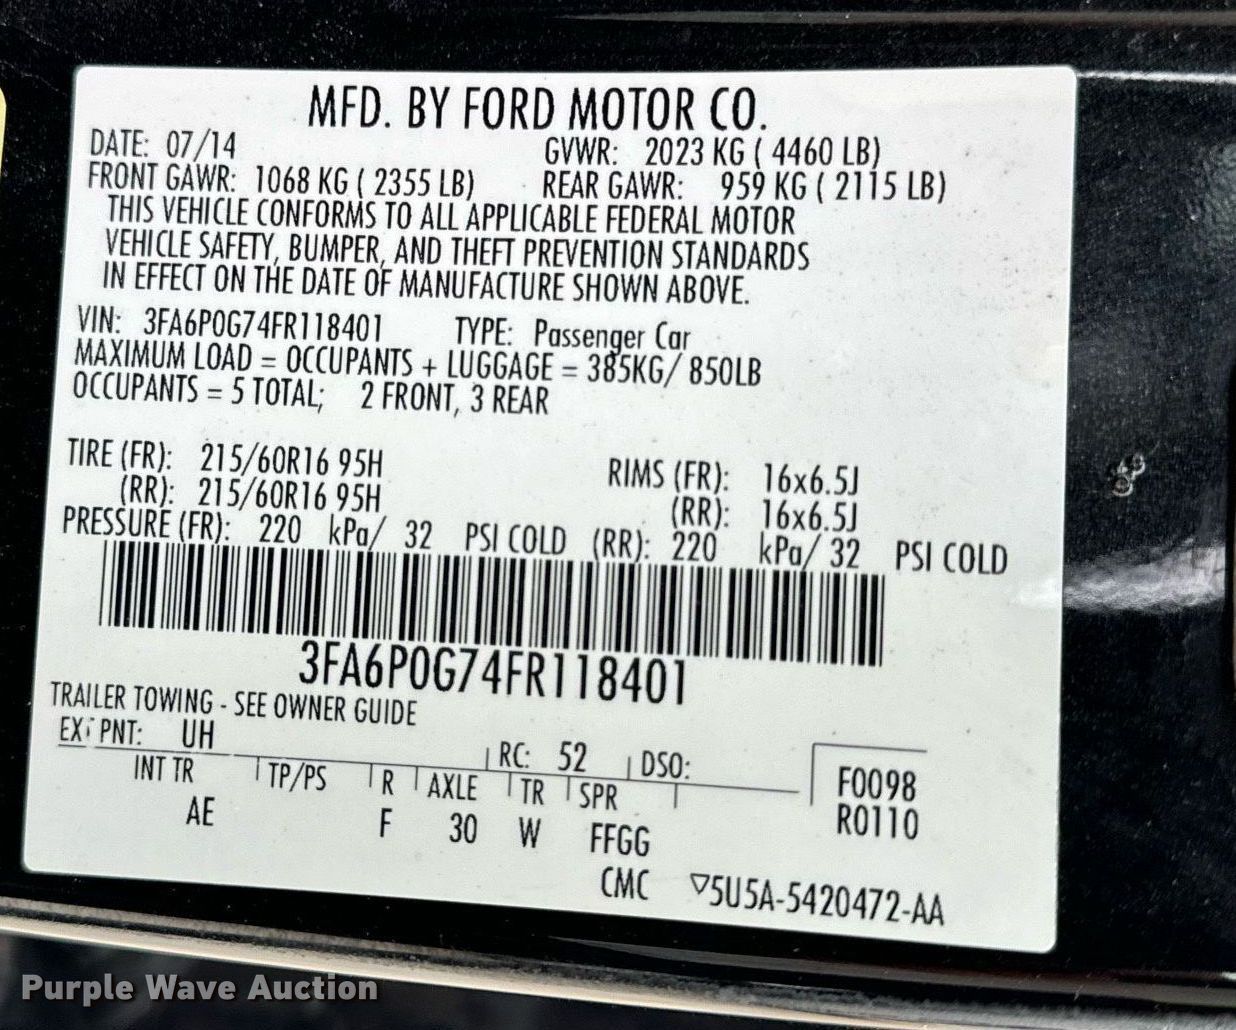 MFD. BY FORD MOTOR CO.
DATE: 07/14 GVWR: 2023 KG ( 4460 LB)
FRONT GAWR: 1068 KG ( 2355 LB) REAR GAWR: 959 KG ( 2115 LB)
THIS VEHICLE CONFORMS TO ALL APPLICABLE FEDERAL MOTOR
VEHICLE SAFETY, BUMPER, AND THEFT PREVENTION STANDARDS
IN EFFECT ON THE DATE OF MANUFACTURE SHOWN ABOVE.
VIN: 3FA6P0G74FR118401 TYPE: Passenger Car
MAXIMUM LOAD = OCCUPANTS + LUGGAGE = 385KG/ 850LB
OCCUPANTS = 5 TOTAL; 2 FRONT, 3 REAR
TIRE (FR): 215/60R16 95H RIMS (FR): 16x6.5J
(RR): 215/60R16 95H (RR): 16x6.5J
PRESSURE (FR): 220 kPa/ 32 PSI COLD (RR): 220 kPa/ 32 PSI COLD
3FA6P0G74FR118401
TRAILER TOWING - SEE OWNER GUIDE
PNT: UH RC: 52 DSO:
INT TR TP/PS R AXLE TR SPR F0098
AE F 30 W FFGG R0110
CMC ▽5U5A-5420472-AA
Purple Wave Auction